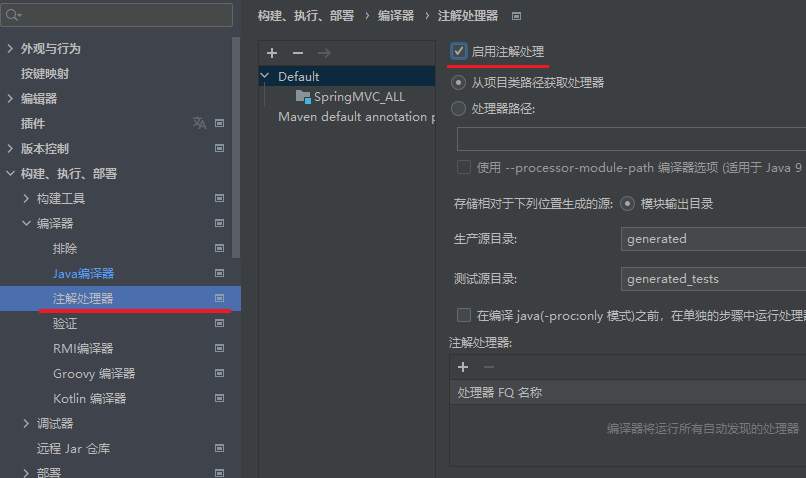 外观与行为
按键映射
编辑器
插件
版本控制
构建、执行、部署
构建工具
编译器
排除
Java编译器
注解处理器
验证
RMI编译器
Groovy 编译器
Kotlin 编译器
调试器
远程 Jar 仓库
部署
构建、执行、部署 › 编译器 › 注解处理器
Default
SpringMVC_ALL
Maven default annotation p
启用注解处理
从项目类路径获取处理器
处理器路径:
使用 --processor-module-path 编译器选项 (适用于 Java 9
存储相对于下列位置生成的源: 模块输出目录
生产源目录: generated
测试源目录: generated_tests
在编译 java(-proc:only 模式)之前，在单独的步骤中运行处理器
注解处理器:
处理器 FQ 名称
编译器将运行所有自动发现的处理器